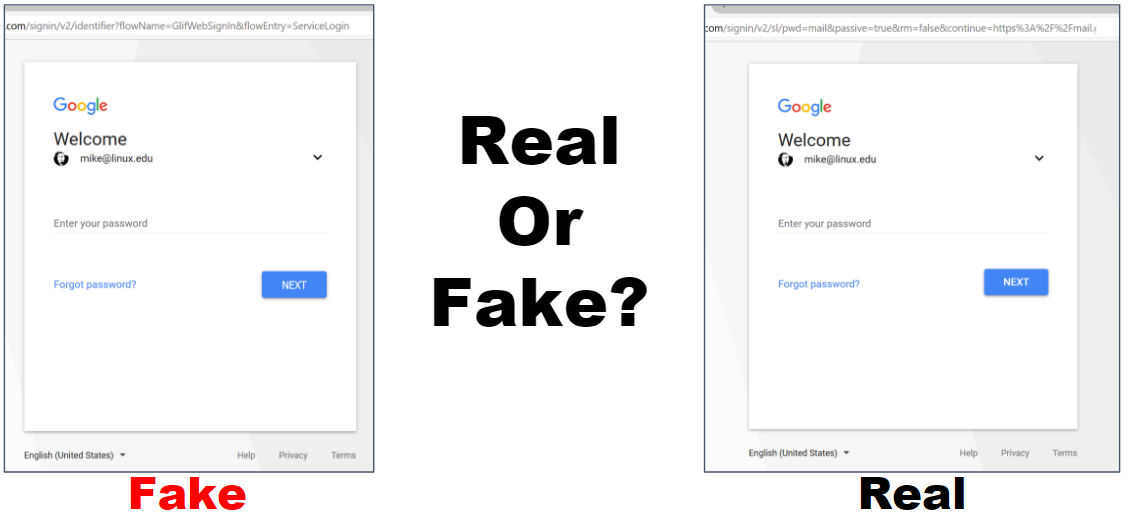 .com/signin/v2/identifier?flowName=GlifWebSignIn&flowEntry=ServiceLogin
Google
Welcome
mike@linux.edu
Enter your password
Forgot password?
NEXT
English (United States)
Help
Privacy
Terms
Fake
Real
Or
Fake?
com/signin/v2/sl/pwd=mail&passive=true&rm=false&continue=https%3A%2F%2Fmail.g
Google
Welcome
mike@linux.edu
Enter your password
Forgot password?
NEXT
English (United States)
Help
Privacy
Terms
Real